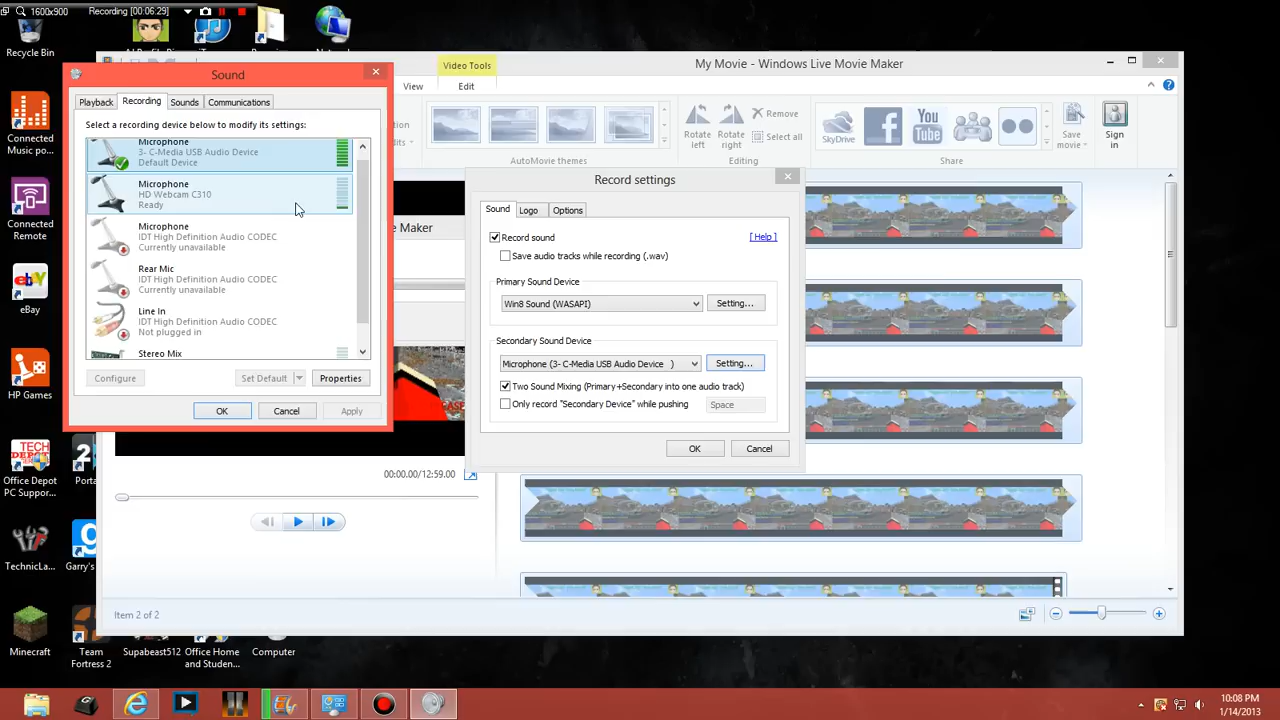 1600x900
Recording [00:06:29]
Recycle Bin
Connected
Music po...
Connected
Remote
eBay
HP Games
Office Depot
PC Suppor...
TechnicLa...
Garry's
Minecraft
Team
Fortress 2
Supabeast512
Office Home
and Studen...
Computer
Sound
Playback
Recording
Sounds
Communications
Select a recording device below to modify its settings:
Microphone
3- C-Media USB Audio Device
Default Device
Microphone
HD Webcam C310
Ready
Microphone
IDT High Definition Audio CODEC
Currently unavailable
Rear Mic
IDT High Definition Audio CODEC
Currently unavailable
Line In
IDT High Definition Audio CODEC
Not plugged in
Stereo Mix
Configure
Set Default
Properties
OK
Cancel
Apply
Video Tools
My Movie - Windows Live Movie Maker
View
Edit
Rotate
left
Rotate
right
Remove
Select all
SkyDrive
You
Tube
Save
movie
Sign
in
AutoMovie themes
Editing
Share
e Maker
Record settings
Sound
Logo
Options
Record sound
[ Help ]
Save audio tracks while recording (.wav)
Primary Sound Device
Win8 Sound (WASAPI)
Setting...
Secondary Sound Device
Microphone (3- C-Media USB Audio Device )
Setting...
Two Sound Mixing (Primary+Secondary into one audio track)
Only record "Secondary Device" while pushing
Space
OK
Cancel
00:00.00/12:59.00
Item 2 of 2
10:08 PM
1/14/2013